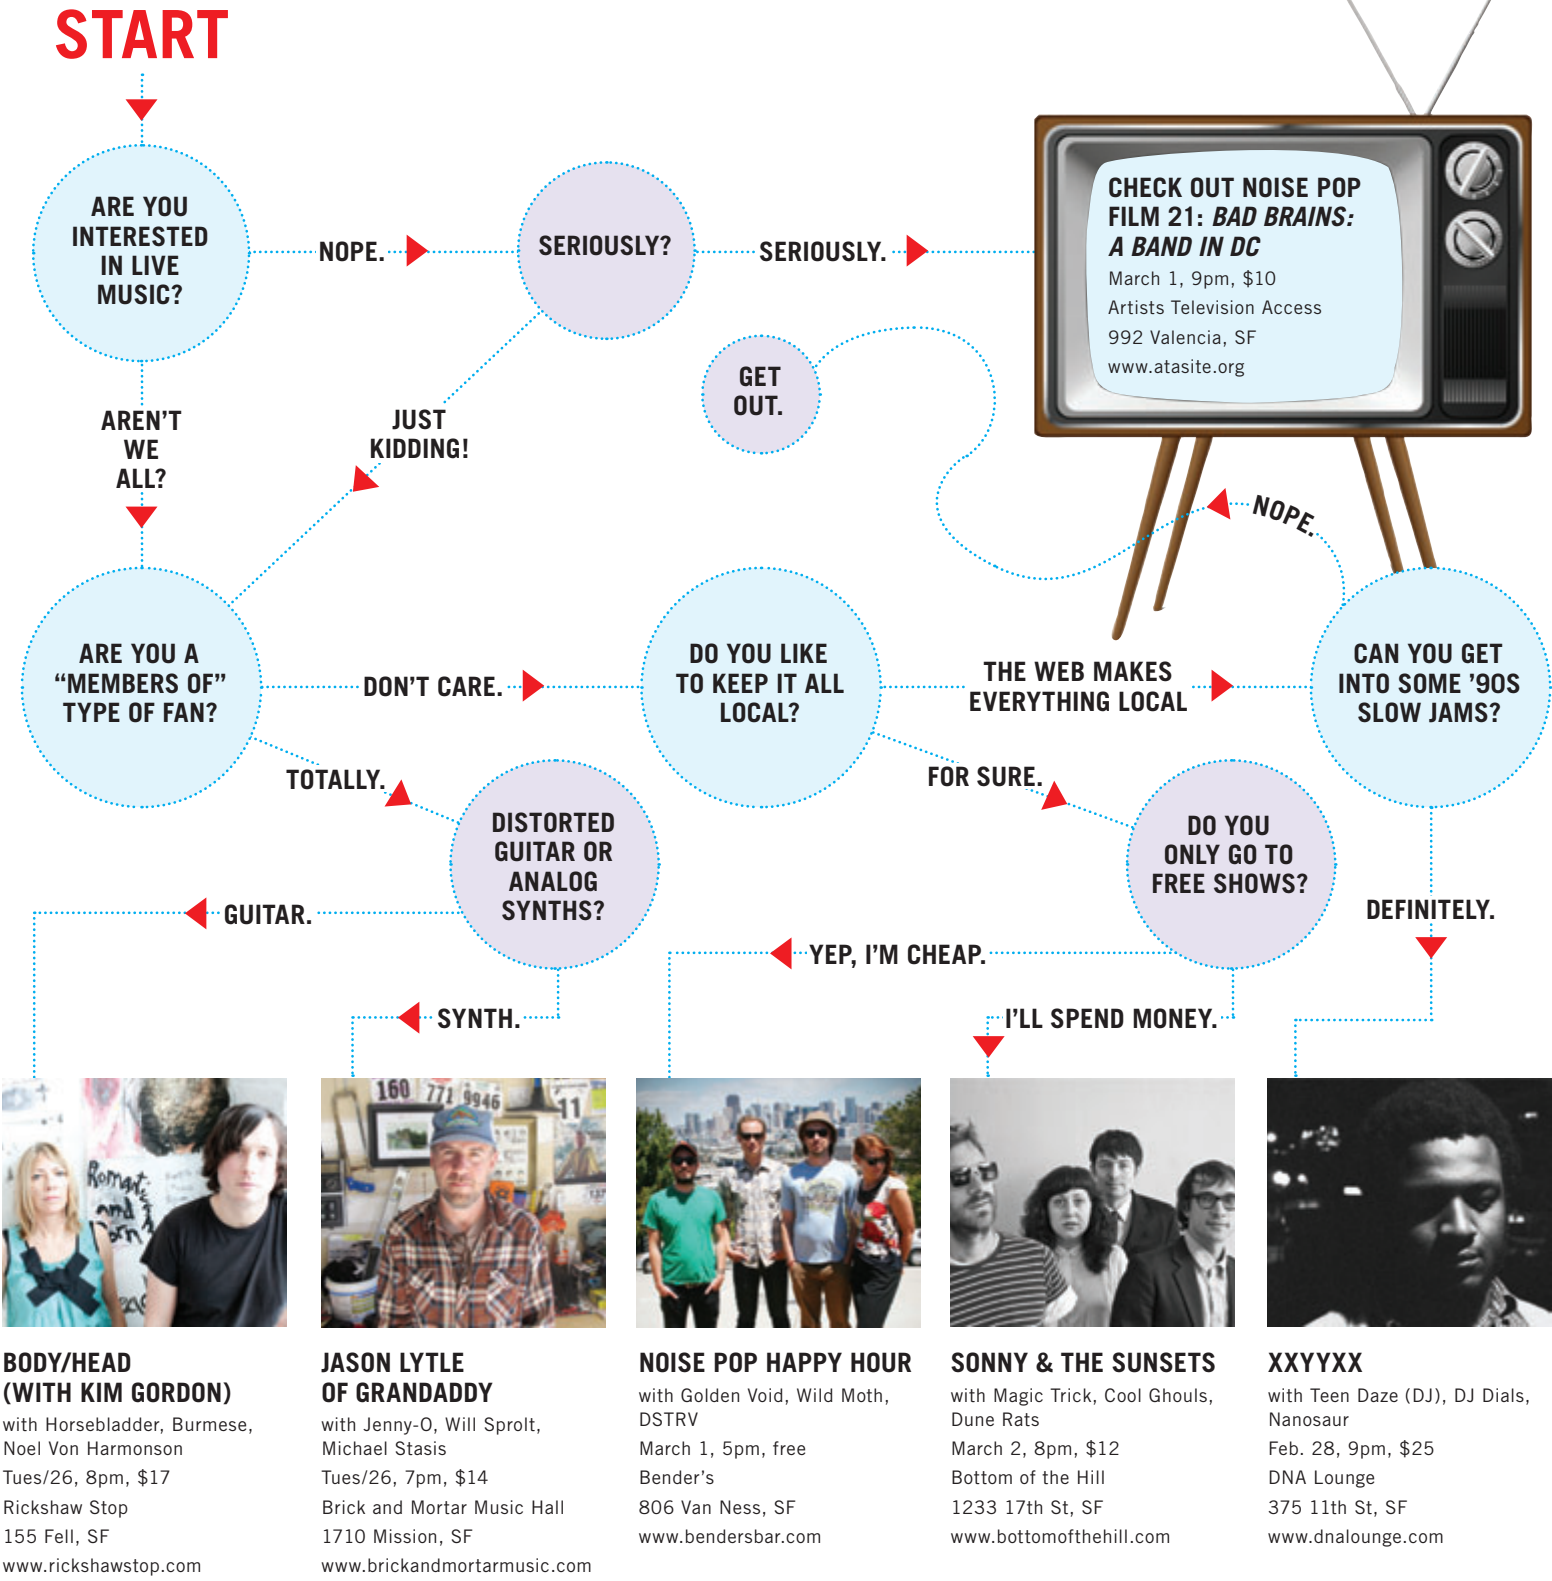 START
ARE YOU
INTERESTED
IN LIVE
MUSIC?
NOPE.
SERIOUSLY?
SERIOUSLY.
CHECK OUT NOISE POP
FILM 21: BAD BRAINS:
A BAND IN DC
March 1, 9pm, $10
Artists Television Access
992 Valencia, SF
www.atasite.org
GET
OUT.
AREN'T
WE
ALL?
JUST
KIDDING!
NOPE.
ARE YOU A
“MEMBERS OF”
TYPE OF FAN?
DON'T CARE.
DO YOU LIKE
TO KEEP IT ALL
LOCAL?
THE WEB MAKES
EVERYTHING LOCAL
CAN YOU GET
INTO SOME ’90S
SLOW JAMS?
TOTALLY.
DISTORTED
GUITAR OR
ANALOG
SYNTHS?
FOR SURE.
DO YOU
ONLY GO TO
FREE SHOWS?
GUITAR.
DEFINITELY.
YEP, I'M CHEAP.
SYNTH.
I'LL SPEND MONEY.
160
771
9946
11
BODY/HEAD
(WITH KIM GORDON)
with Horsebladder, Burmese,
Noel Von Harmonson
Tues/26, 8pm, $17
Rickshaw Stop
155 Fell, SF
www.rickshawstop.com
JASON LYTLE
OF GRANDADDY
with Jenny-O, Will Sprolt,
Michael Stasis
Tues/26, 7pm, $14
Brick and Mortar Music Hall
1710 Mission, SF
www.brickandmortarmusic.com
NOISE POP HAPPY HOUR
with Golden Void, Wild Moth,
DSTRV
March 1, 5pm, free
Bender’s
806 Van Ness, SF
www.bendersbar.com
SONNY & THE SUNSETS
with Magic Trick, Cool Ghouls,
Dune Rats
March 2, 8pm, $12
Bottom of the Hill
1233 17th St, SF
www.bottomofthehill.com
XXYYXX
with Teen Daze (DJ), DJ Dials,
Nanosaur
Feb. 28, 9pm, $25
DNA Lounge
375 11th St, SF
www.dnalounge.com